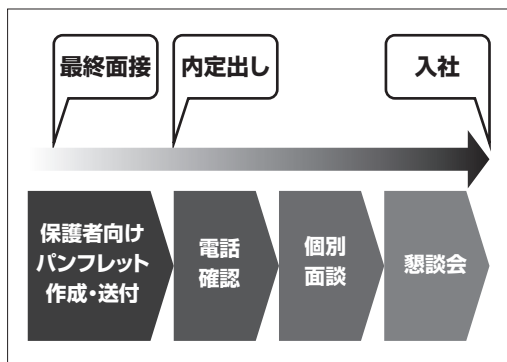 最終面接
内定出し
入社
保護者向け
パンフレット
作成・送付
電話
確認
個別
面談
懇談会